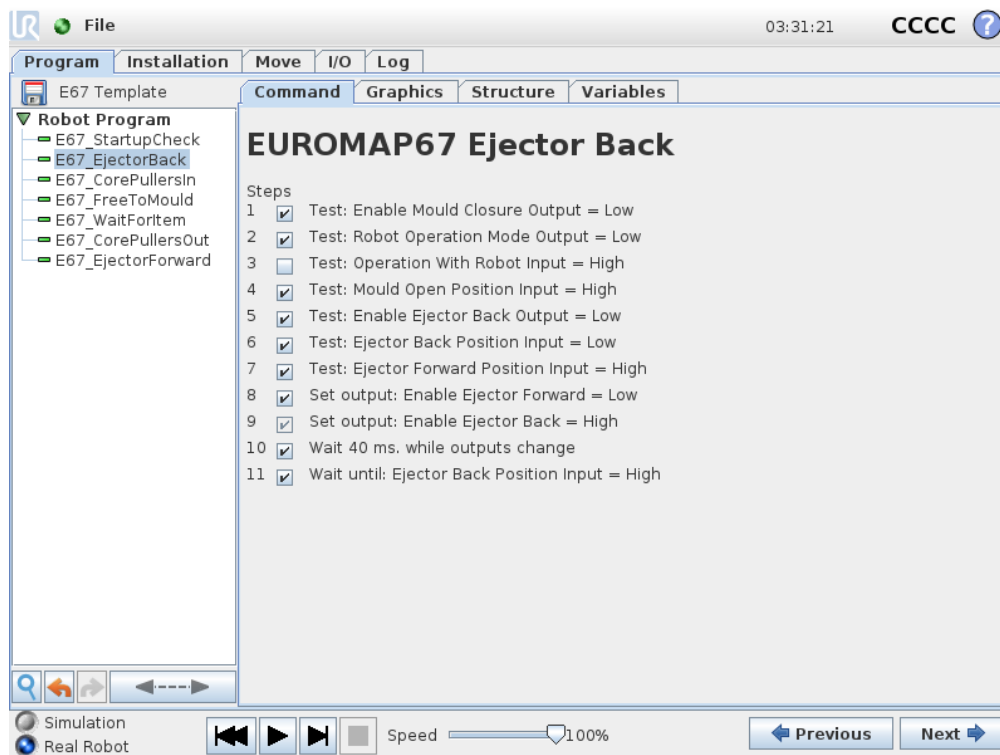 UR File 03:31:21 CCCC ?
Program Installation Move I/O Log
E67 Template Command Graphics Structure Variables
Robot Program
E67_StartupCheck
E67_EjectorBack
E67_CorePullersIn
E67_FreeToMould
E67_WaitForItem
E67_CorePullersOut
E67_EjectorForward
EUROMAP67 Ejector Back
Steps
1 Test: Enable Mould Closure Output = Low
2 Test: Robot Operation Mode Output = Low
3 Test: Operation With Robot Input = High
4 Test: Mould Open Position Input = High
5 Test: Enable Ejector Back Output = Low
6 Test: Ejector Back Position Input = Low
7 Test: Ejector Forward Position Input = High
8 Set output: Enable Ejector Forward = Low
9 Set output: Enable Ejector Back = High
10 Wait 40 ms. while outputs change
11 Wait until: Ejector Back Position Input = High
Simulation
Real Robot
Speed 100%
Previous Next